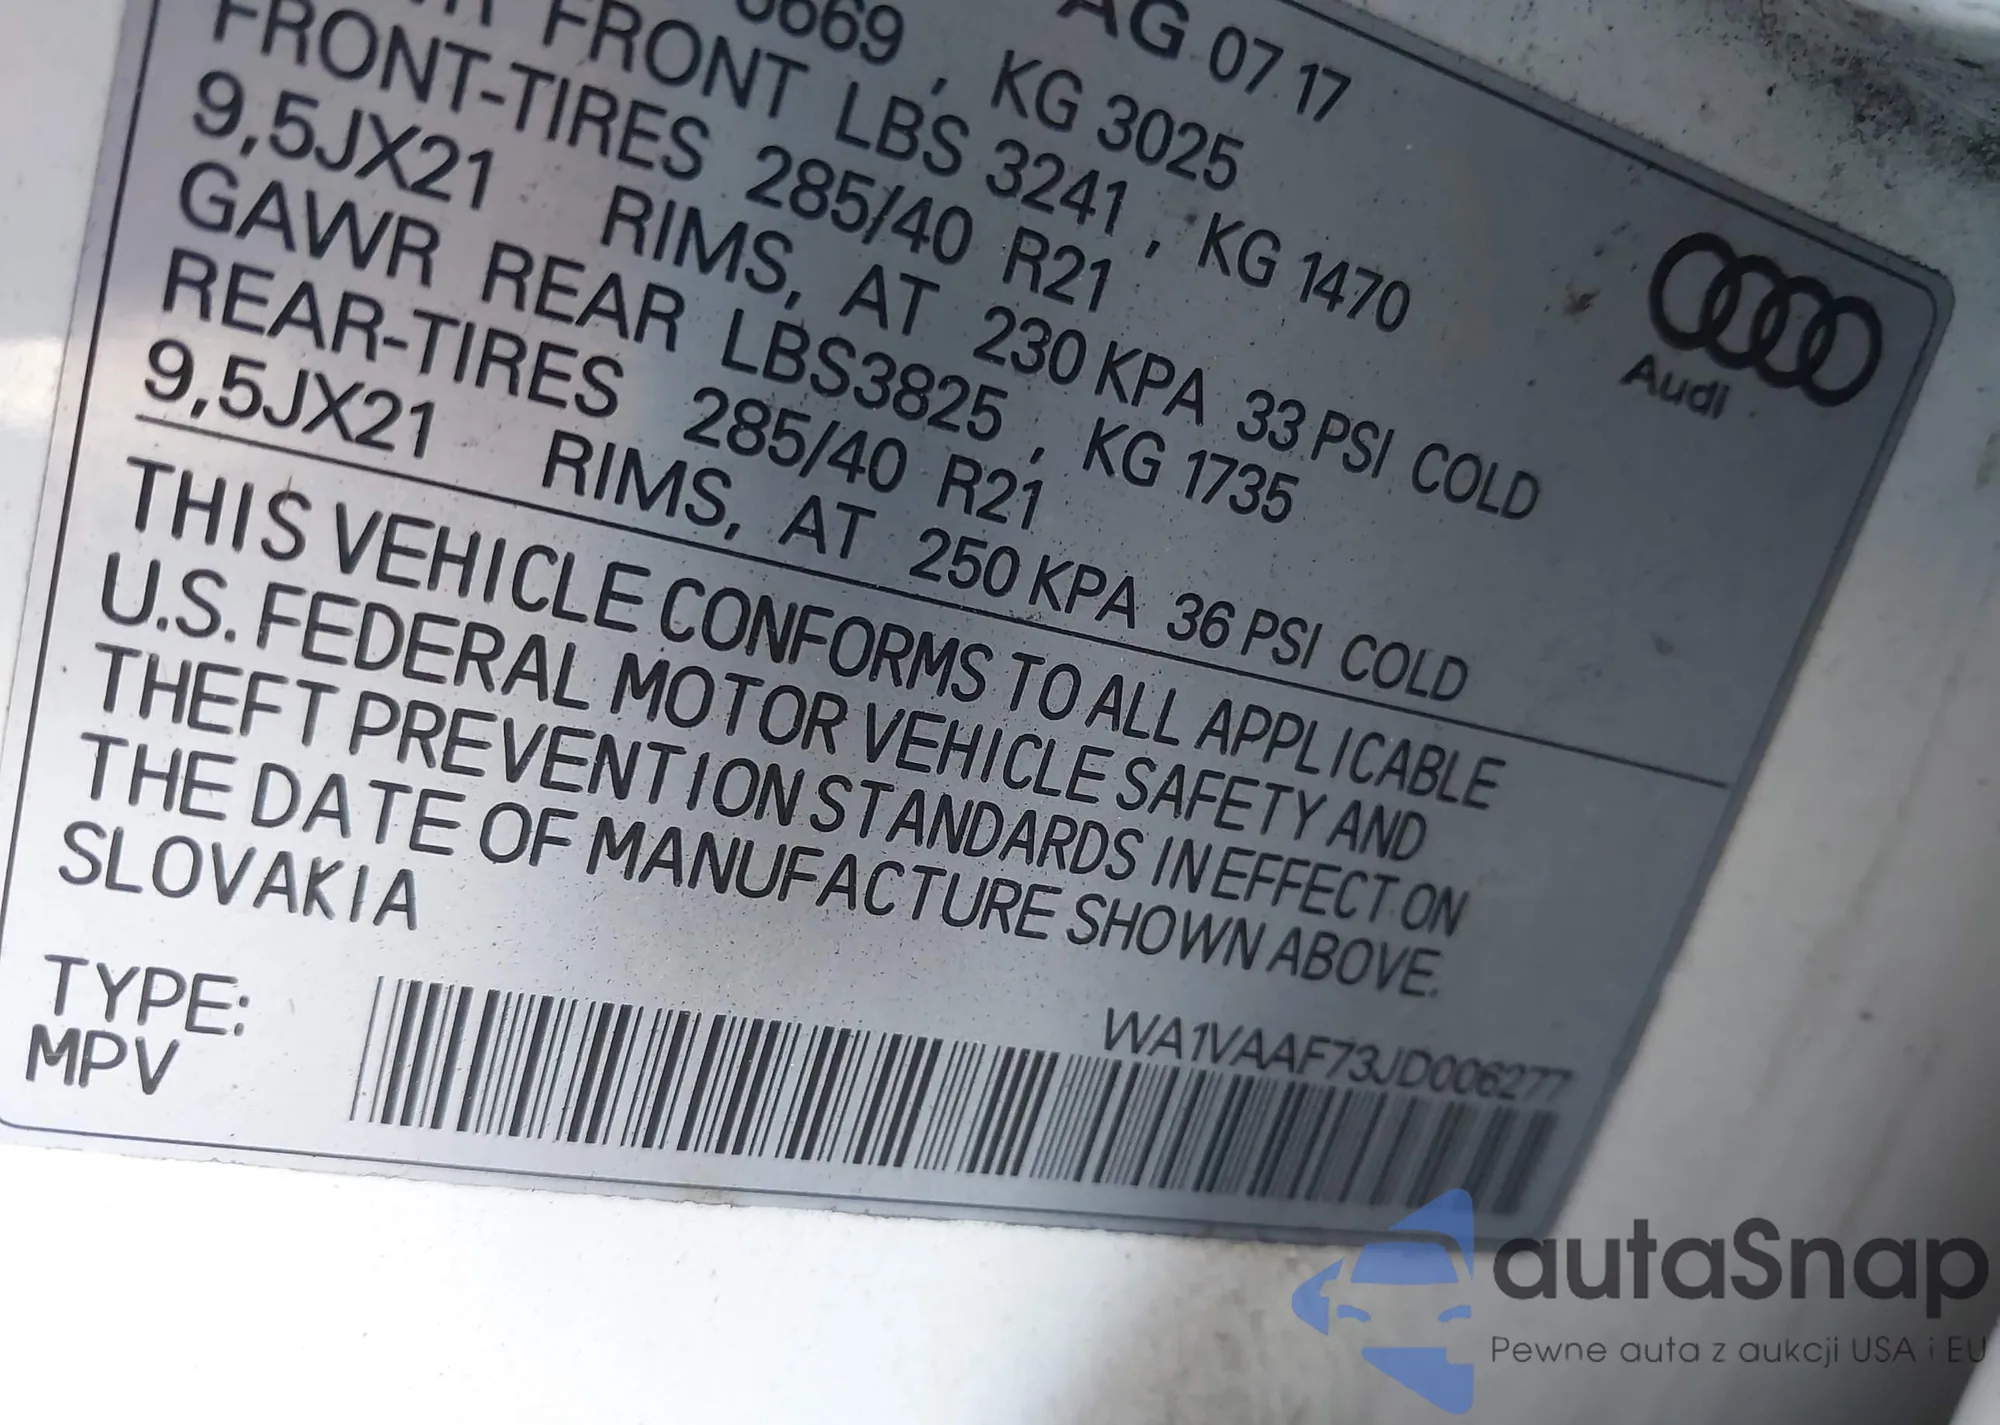 AG 07 17
6669 , KG 3025
FRONT LBS 3241 , KG 1470
FRONT-TIRES 285/40 R21
9,5JX21 RIMS, AT 230 KPA 33 PSI COLD
GAWR REAR LBS3825 , KG 1735
REAR-TIRES 285/40 R21
9,5JX21 RIMS, AT 250 KPA 36 PSI COLD
Audi
THIS VEHICLE CONFORMS TO ALL APPLICABLE
U.S. FEDERAL MOTOR VEHICLE SAFETY AND
THEFT PREVENTION STANDARDS IN EFFECT ON
THE DATE OF MANUFACTURE SHOWN ABOVE.
SLOVAKIA
WA1VAAF73JD006277
TYPE:
MPV
autaSnap
Pewne auta z aukcji USA i EU